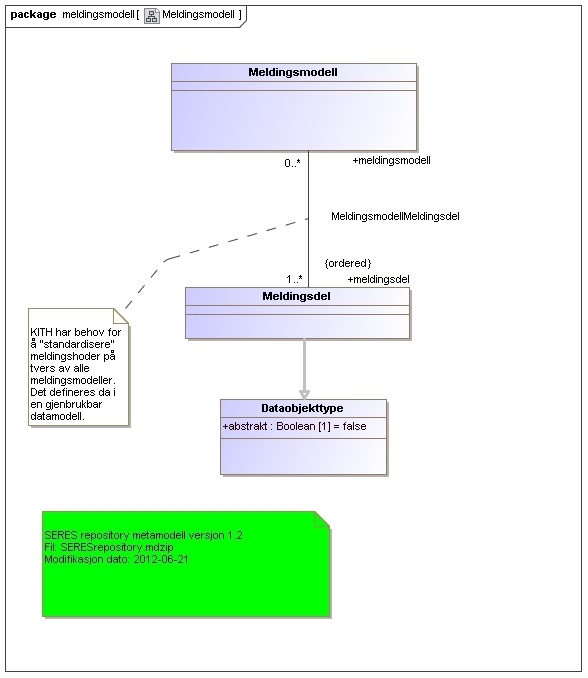 package meldingsmodell[ Meldingsmodell ]
Meldingsmodell
0..*
+meldingsmodell
MeldingsmodellMeldingsdel
{ordered}
1..*
+meldingsdel
Meldingsdel
KITH har behov for
å "standardisere"
meldingshoder på
tvers av alle
meldingsmodeller.
Det defineres da i
en gjenbrukbar
datamodell.
Dataobjekttype
+abstrakt : Boolean [1] = false
SERES repository metamodell versjon 1.2
Fil: SERESrepository.mdzip
Modifikasjon dato: 2012-06-21